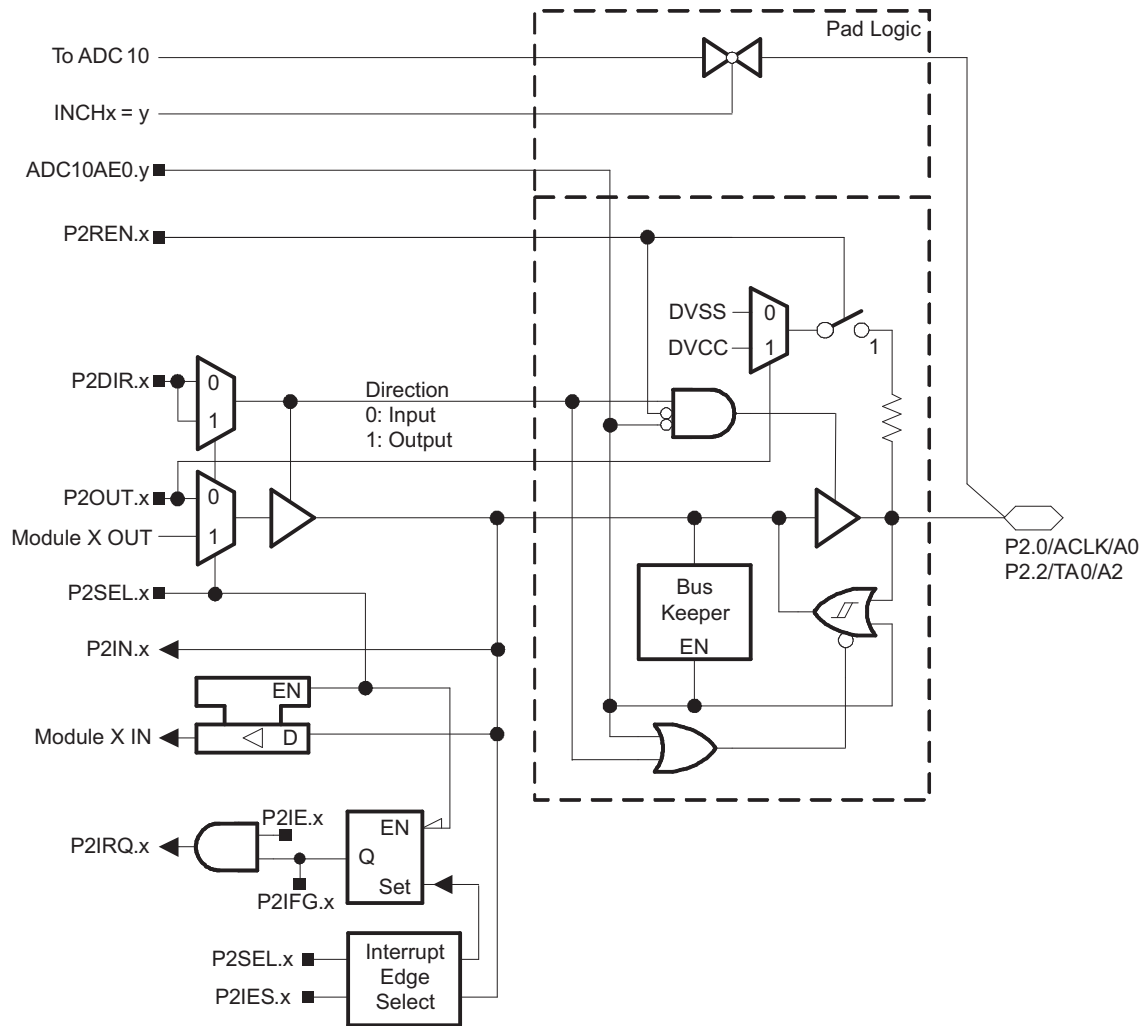 Pad Logic
To ADC 10
INCHx = y
ADC10AE0.y
P2REN.x
DVSS
0
DVCC
1
1
P2DIR.x
0
1
Direction
0: Input
1: Output
P2OUT.x
0
Module X OUT
1
P2SEL.x
P2.0/ACLK/A0
P2.2/TA0/A2
Bus
Keeper
EN
P2IN.x
EN
Module X IN
D
P2IE.x
P2IRQ.x
EN
Q
Set
P2IFG.x
P2SEL.x
P2IES.x
Interrupt
Edge
Select